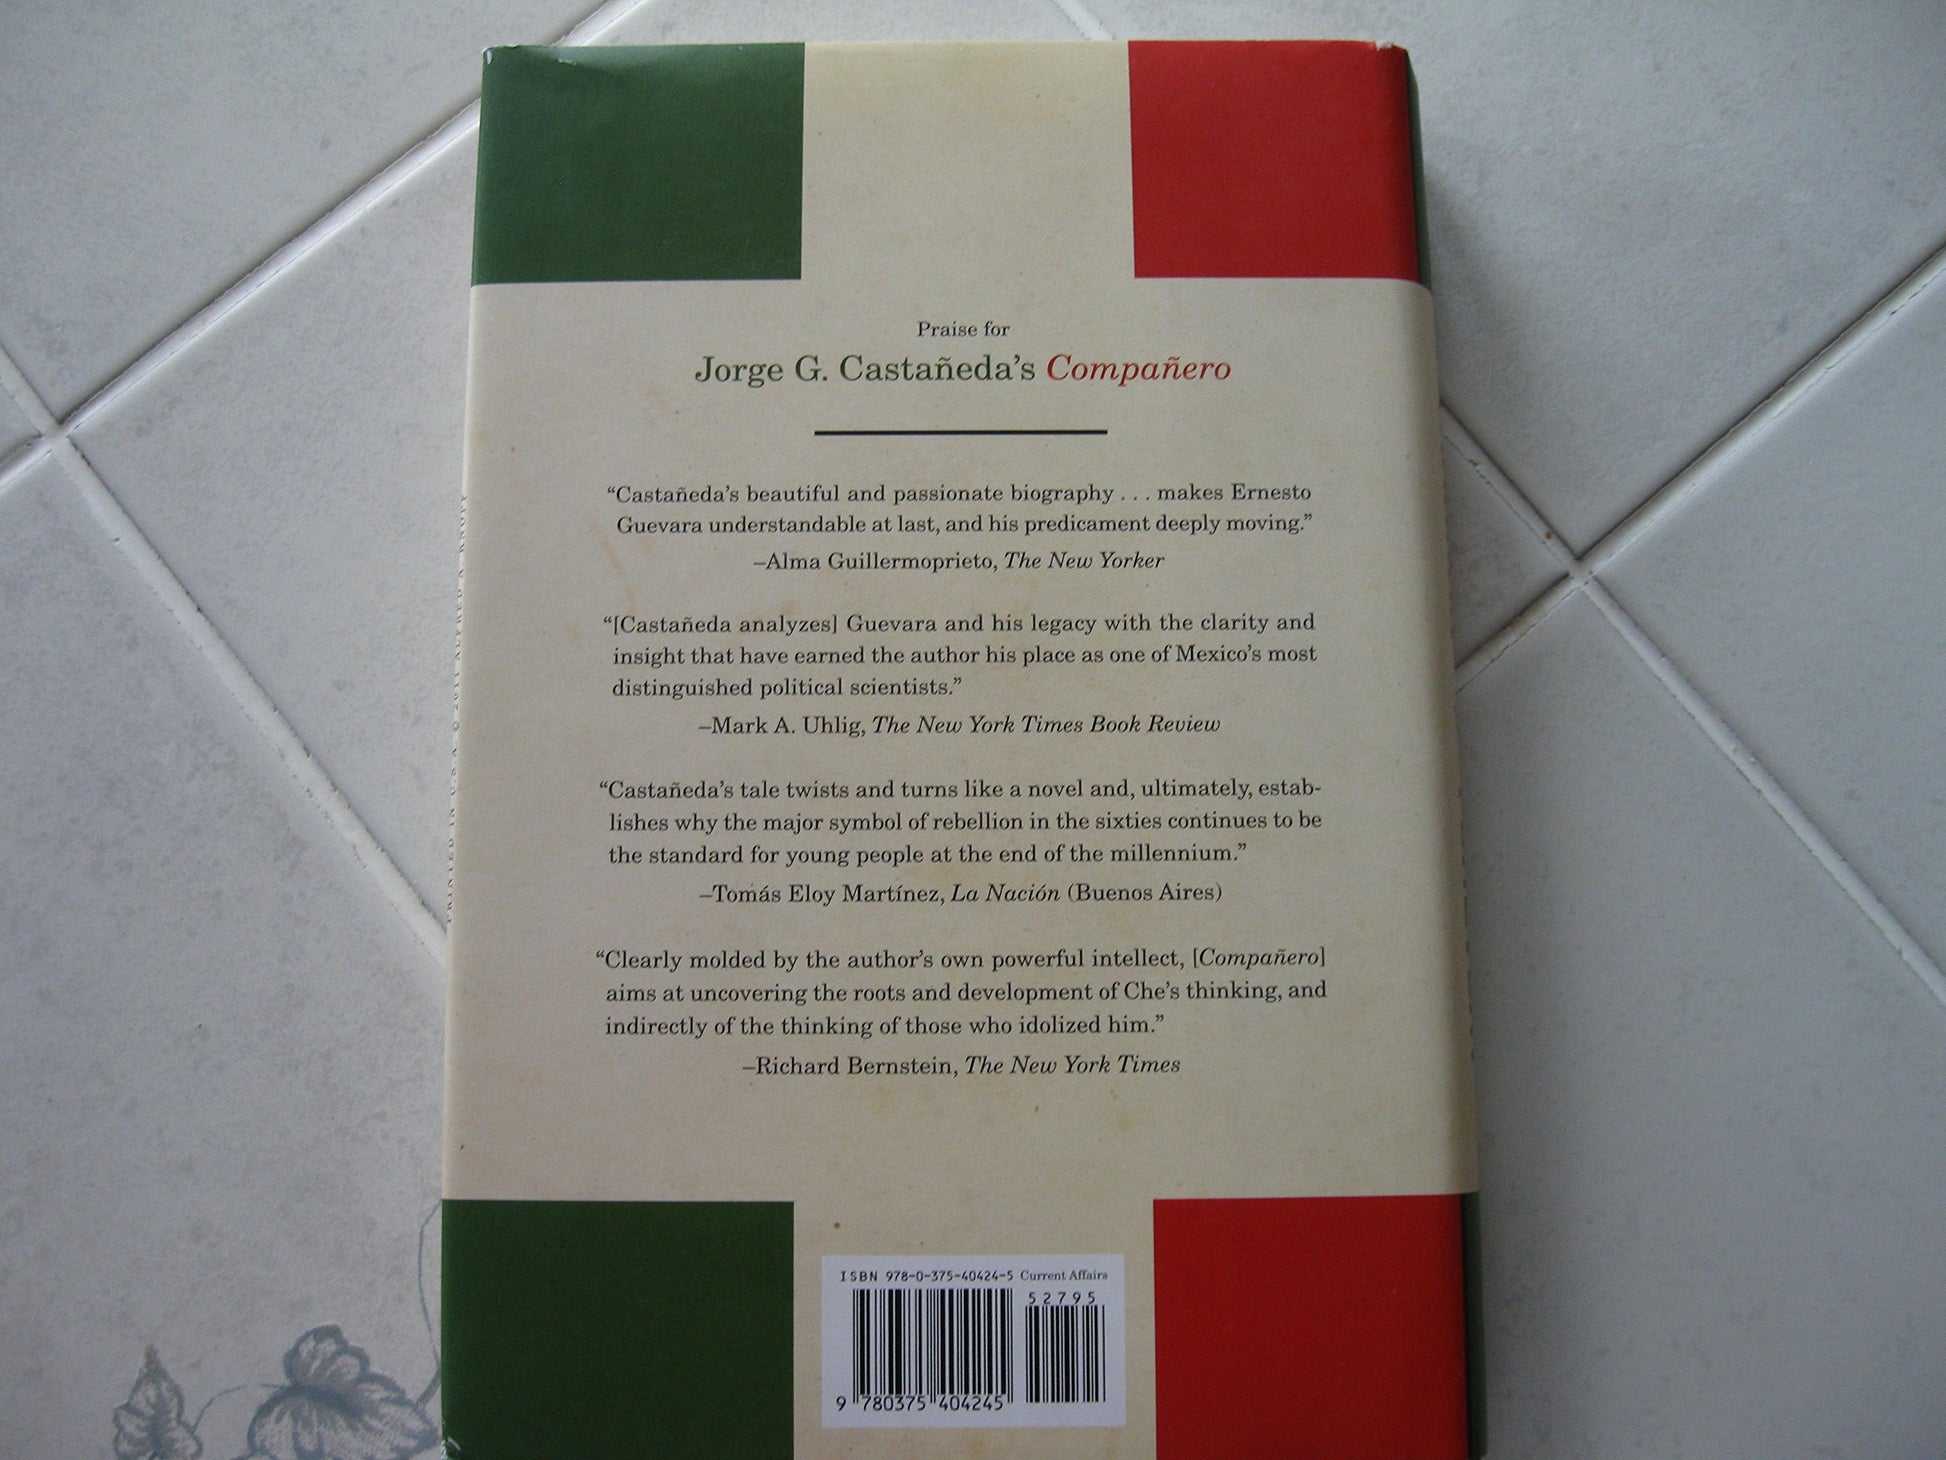 Praise for
Jorge G. Castañeda's Compañero
“Castañeda's beautiful and passionate biography . . . makes Ernesto
Guevara understandable at last, and his predicament deeply moving.”
–Alma Guillermoprieto, The New Yorker
“[Castañeda analyzes] Guevara and his legacy with the clarity and
insight that have earned the author his place as one of Mexico's most
distinguished political scientists.”
–Mark A. Uhlig, The New York Times Book Review
“Castañeda's tale twists and turns like a novel and, ultimately, estab-
lishes why the major symbol of rebellion in the sixties continues to be
the standard for young people at the end of the millennium.”
–Tomás Eloy Martínez, La Nación (Buenos Aires)
“Clearly molded by the author's own powerful intellect, [Compañero]
aims at uncovering the roots and development of Che's thinking, and
indirectly of the thinking of those who idolized him.”
–Richard Bernstein, The New York Times
ISBN 978-0-375-40424-5 Current Affairs
52795
9 780375 404245
PRINTED IN U.S.A. © 2011 ALFRED A. KNOPF